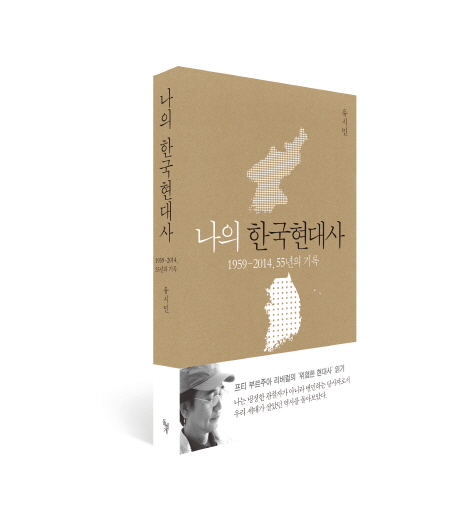 나의 한국현대사
1959-2014,
55년의 기록
유시민
돌베개
유시민
나의 한국현대사
1959-2014, 55년의 기록
프티 부르주아 리버럴의 '위험한 현대사' 읽기
나는 냉정한 관찰자가 아니라 번민하는 당사자로서
우리 세대가 살았던 역사를 돌아보았다.